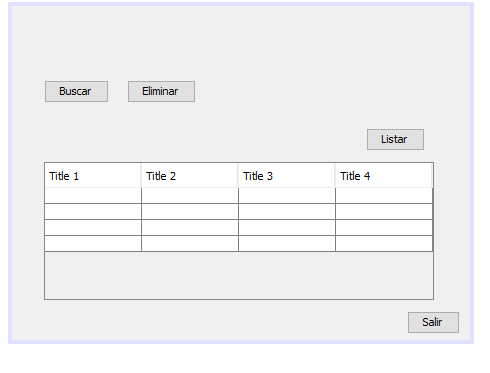 Buscar Eliminar
Listar
Title 1 Title 2 Title 3 Title 4
Salir